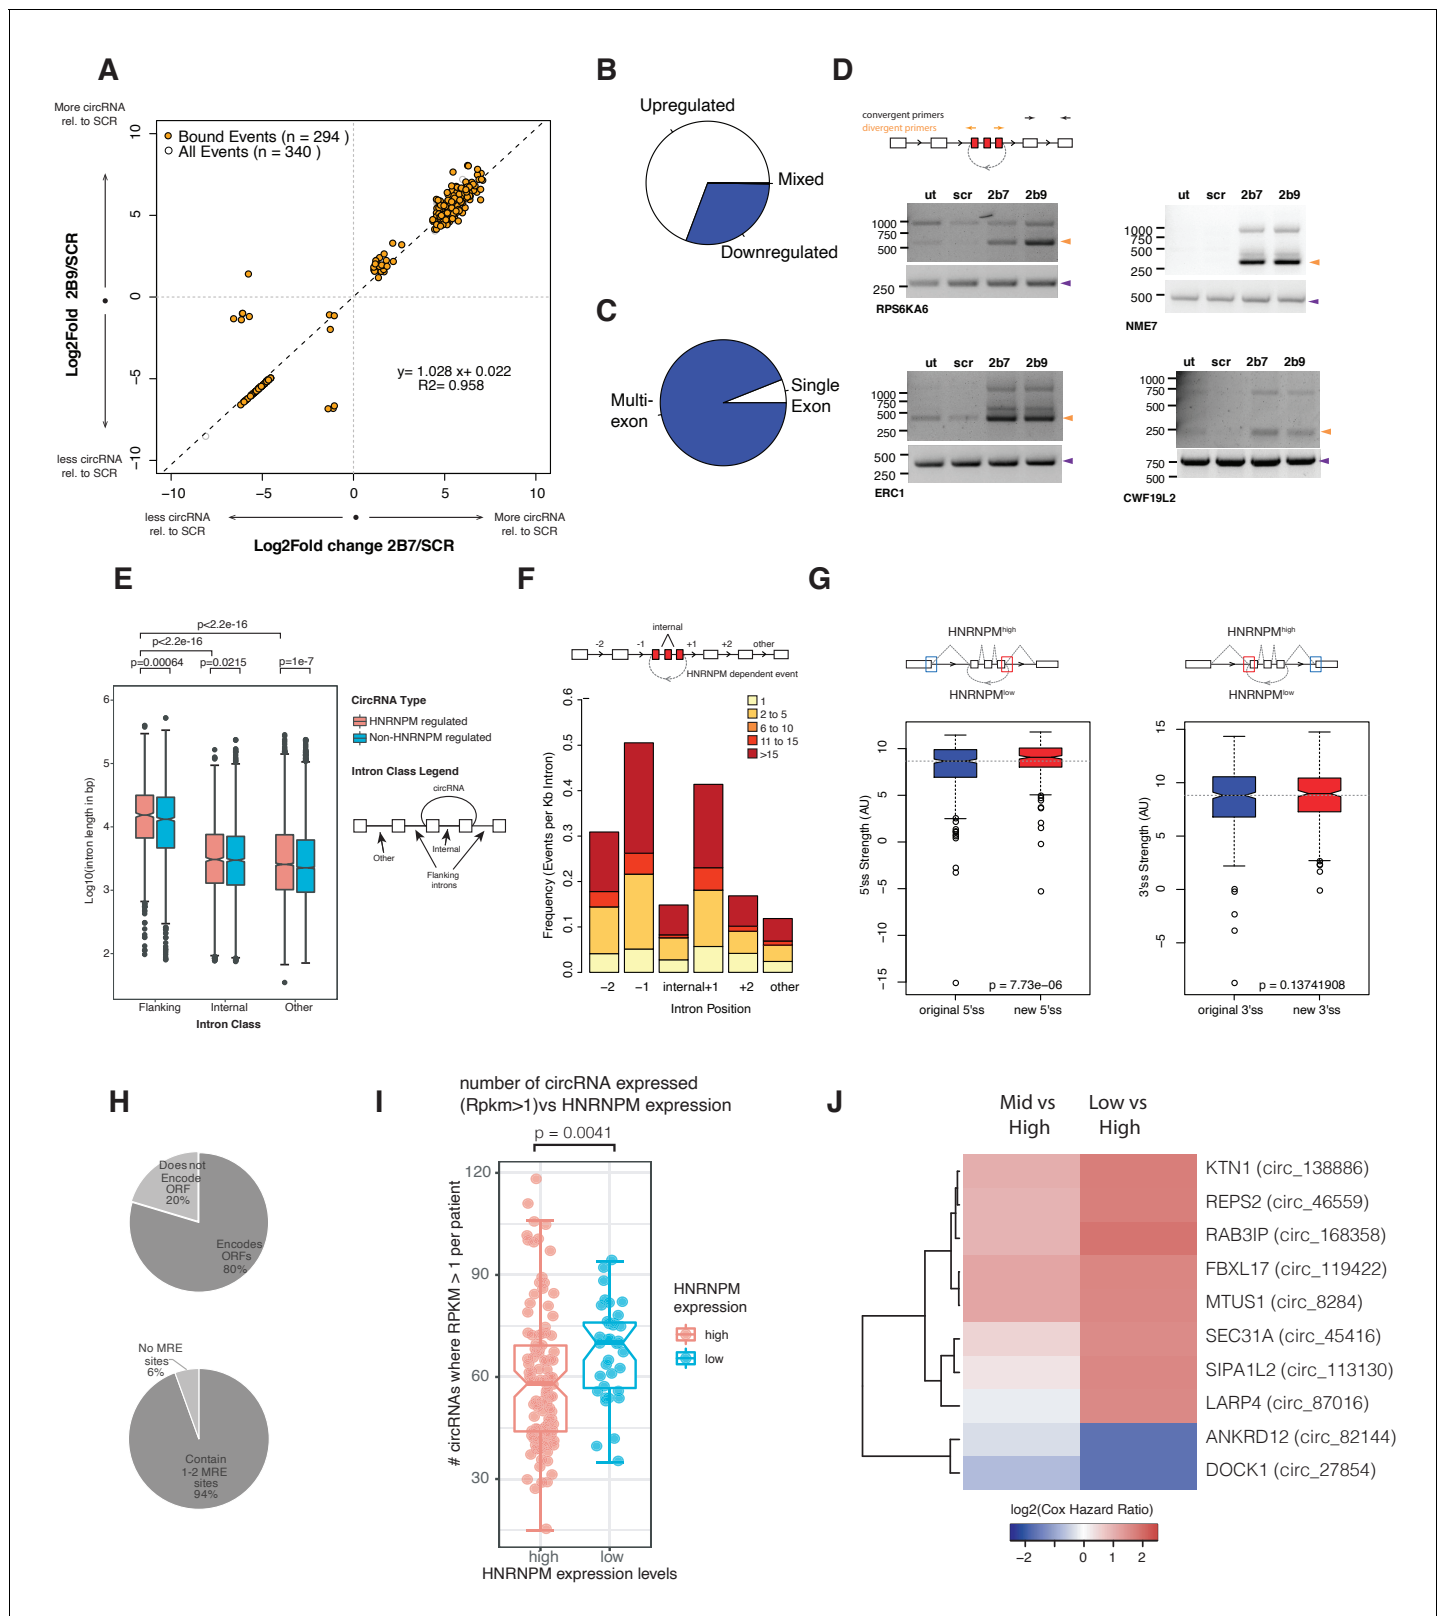 A
More circRNA
rel. to SCR
Bound Events (n = 294 )
All Events (n = 340 )
Log2Fold 2B9/SCR
10
5
0
−5
−10
y= 1.028 x+ 0.022
R2= 0.958
less circRNA
rel. to SCR
−10
−5
0
5
10
less circRNA
rel. to SCR
More circRNA
rel. to SCR
Log2Fold change 2B7/SCR
B
Upregulated
Mixed
Downregulated
C
Multi-
exon
Single
Exon
D
convergent primers
divergent primers
ut scr 2b7 2b9
1000
750
500
250
RPS6KA6
ut scr 2b7 2b9
1000
750
500
250
500
NME7
ut scr 2b7 2b9
1000
750
500
250
500
250
ERC1
ut scr 2b7 2b9
1000
750
500
250
750
500
CWF19L2
E
p<2.2e-16
p<2.2e-16
p=0.00064
p=0.0215
p=1e-7
Log10(intron length in bp)
6
4
3
2
Flanking
Internal
Other
Intron Class
CircRNA Type
HNRNPM regulated
Non-HNRNPM regulated
Intron Class Legend
circRNA
Other
Internal
Flanking
introns
F
internal
-2
-1
+1
+2
other
HNRNPM dependent event
1
2 to 5
6 to 10
11 to 15
>15
Frequency (Events per Kb Intron)
0.6
0.5
0.4
0.3
0.2
0.1
0.0
−2
−1
internal
+1
+2
other
Intron Position
G
HNRNPMhigh
HNRNPMlow
5'ss Strength (AU)
10
5
0
−5
−10
−15
p = 7.73e−06
original 5'ss
new 5'ss
HNRNPMhigh
HNRNPMlow
3'ss Strength (AU)
15
10
5
0
−5
p = 0.13741908
original 3'ss
new 3'ss
H
Does not
Encode
ORF
20%
Encodes
ORFs
80%
No MRE
sites
6%
Contain
1-2 MRE
sites
94%
I
number of circRNA expressed
(Rpkm>1)vs HNRNPM expression
p = 0.0041
# circRNAs where RPKM > 1 per patient
120
90
60
30
high
low
HNRNPM expression levels
HNRNPM
expression
high
low
J
Mid vs
High
Low vs
High
KTN1 (circ_138886)
REPS2 (circ_46559)
RAB3IP (circ_168358)
FBXL17 (circ_119422)
MTUS1 (circ_8284)
SEC31A (circ_45416)
SIPA1L2 (circ_113130)
LARP4 (circ_87016)
ANKRD12 (circ_82144)
DOCK1 (circ_27854)
log2(Cox Hazard Ratio)
−2
0
1
2